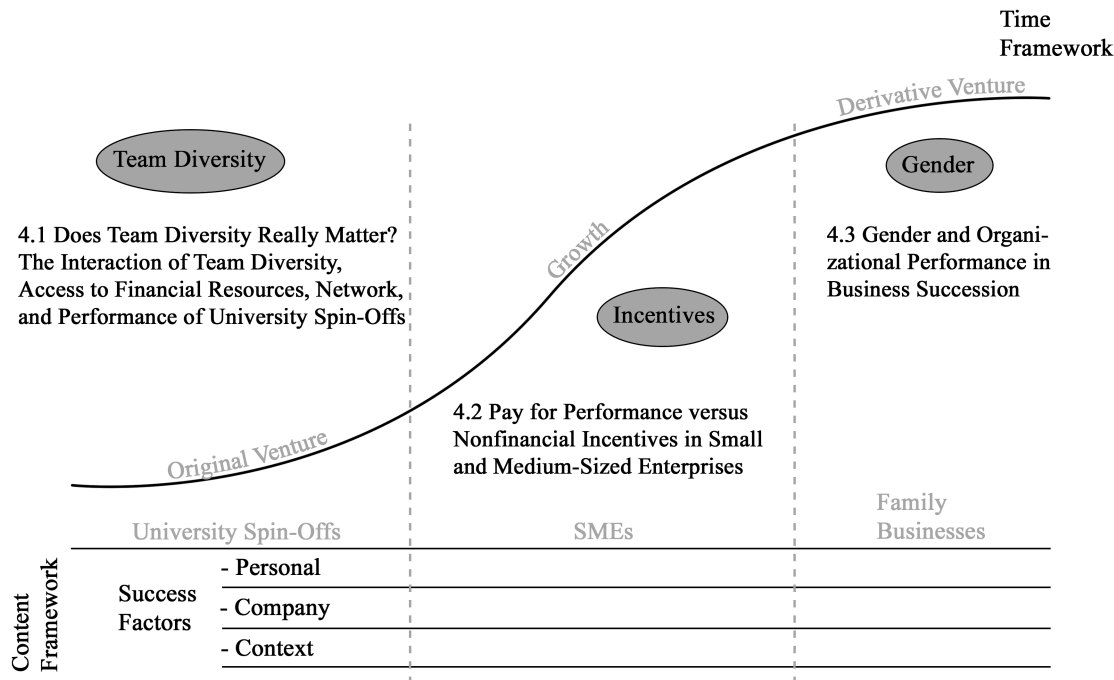 Time
Framework
Derivative Venture
Team Diversity
Gender
4.1 Does Team Diversity Really Matter?
The Interaction of Team Diversity,
Access to Financial Resources, Network,
and Performance of University Spin-Offs
Growth
4.3 Gender and Organi-
zational Performance in
Business Succession
Incentives
4.2 Pay for Performance versus
Nonfinancial Incentives in Small
and Medium-Sized Enterprises
Original Venture
University Spin-Offs
SMEs
Family
Businesses
Content
Framework
Success
Factors
- Personal
- Company
- Context